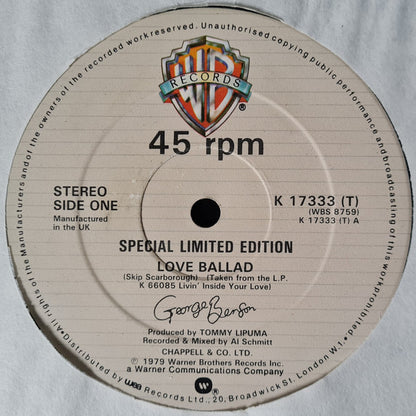 All rights of the Manufacturers and/or of the owners of the recorded work reserved. Unauthorised copying public performance and broadcasting of this work prohibited.
WB
RECORDS
®
45 rpm
STEREO
SIDE ONE
Manufactured
in the UK
K 17333 (T)
(WBS 8759)
K 17333 (T) A
SPECIAL LIMITED EDITION
LOVE BALLAD
(Skip Scarborough) (Taken from the L.P.
K 66085 Livin' Inside Your Love)
George Benson
Produced by TOMMY LIPUMA
Recorded & Mixed by Al Schmitt
CHAPPELL & CO. LTD.
℗ 1979 Warner Brothers Records Inc.
a Warner Communications Company
Distributed by wea Records Ltd., 20, Broadwick St., London W.1.